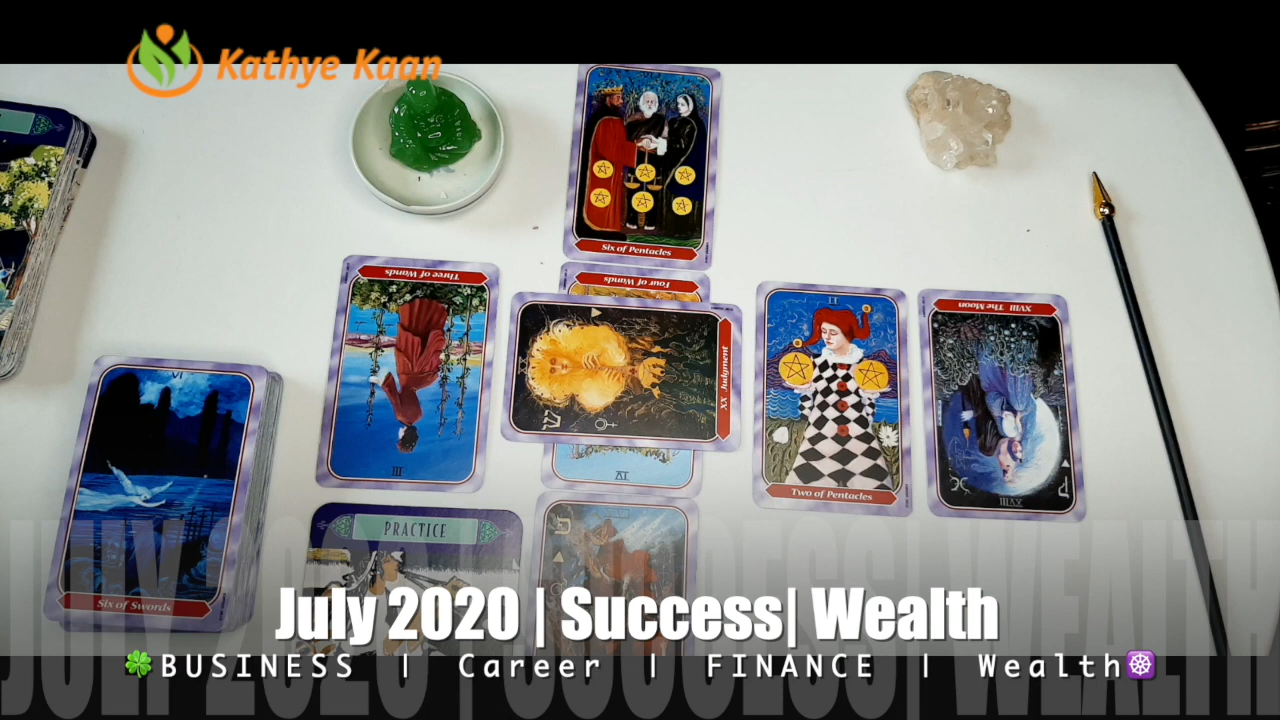 Kathye Kaan
Six of Pentacles
Three of Wands
III
Four of Wands
IV
XX Judgment
II
Two of Pentacles
XVIII The Moon
XVIII
VI
Six of Swords
PRACTICE
July 2020 | Success| Wealth
🍀BUSINESS | Career | FINANCE | Wealth☸️